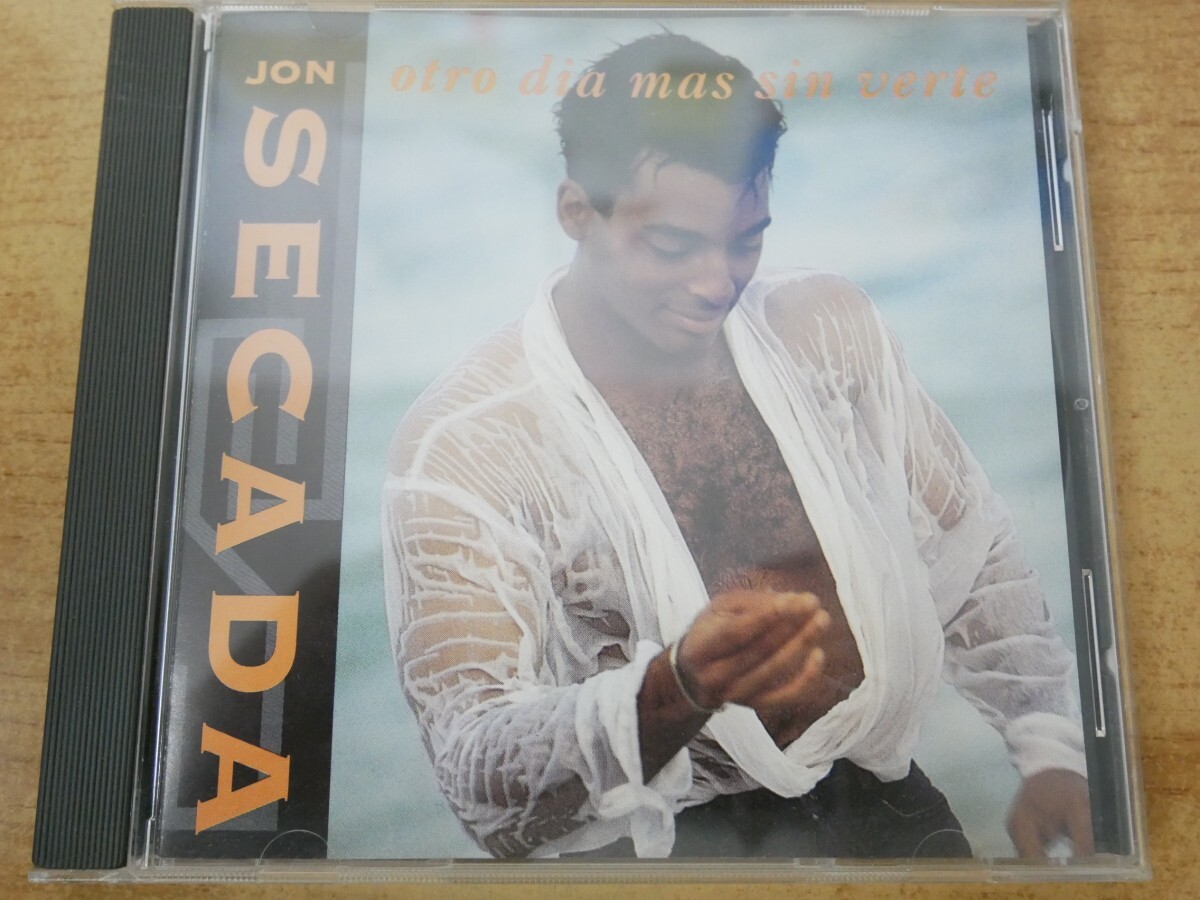 JON
SECADA
otro dia mas sin verte